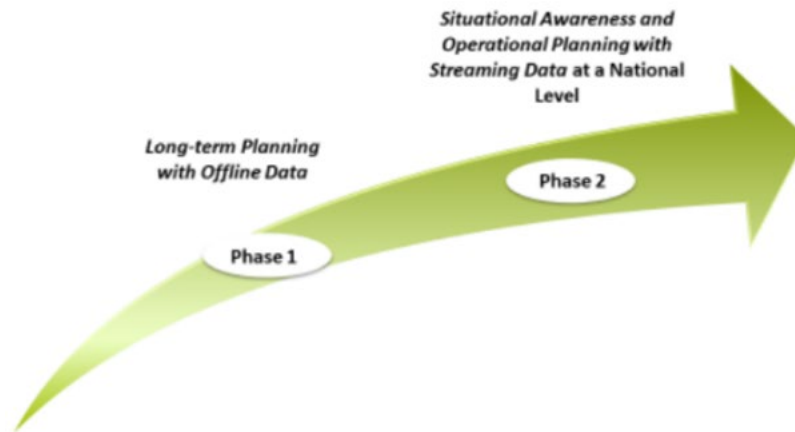 Situational Awareness and
Operational Planning with
Streaming Data at a National
Level
Long-term Planning
with Offline Data
Phase 2
Phase 1